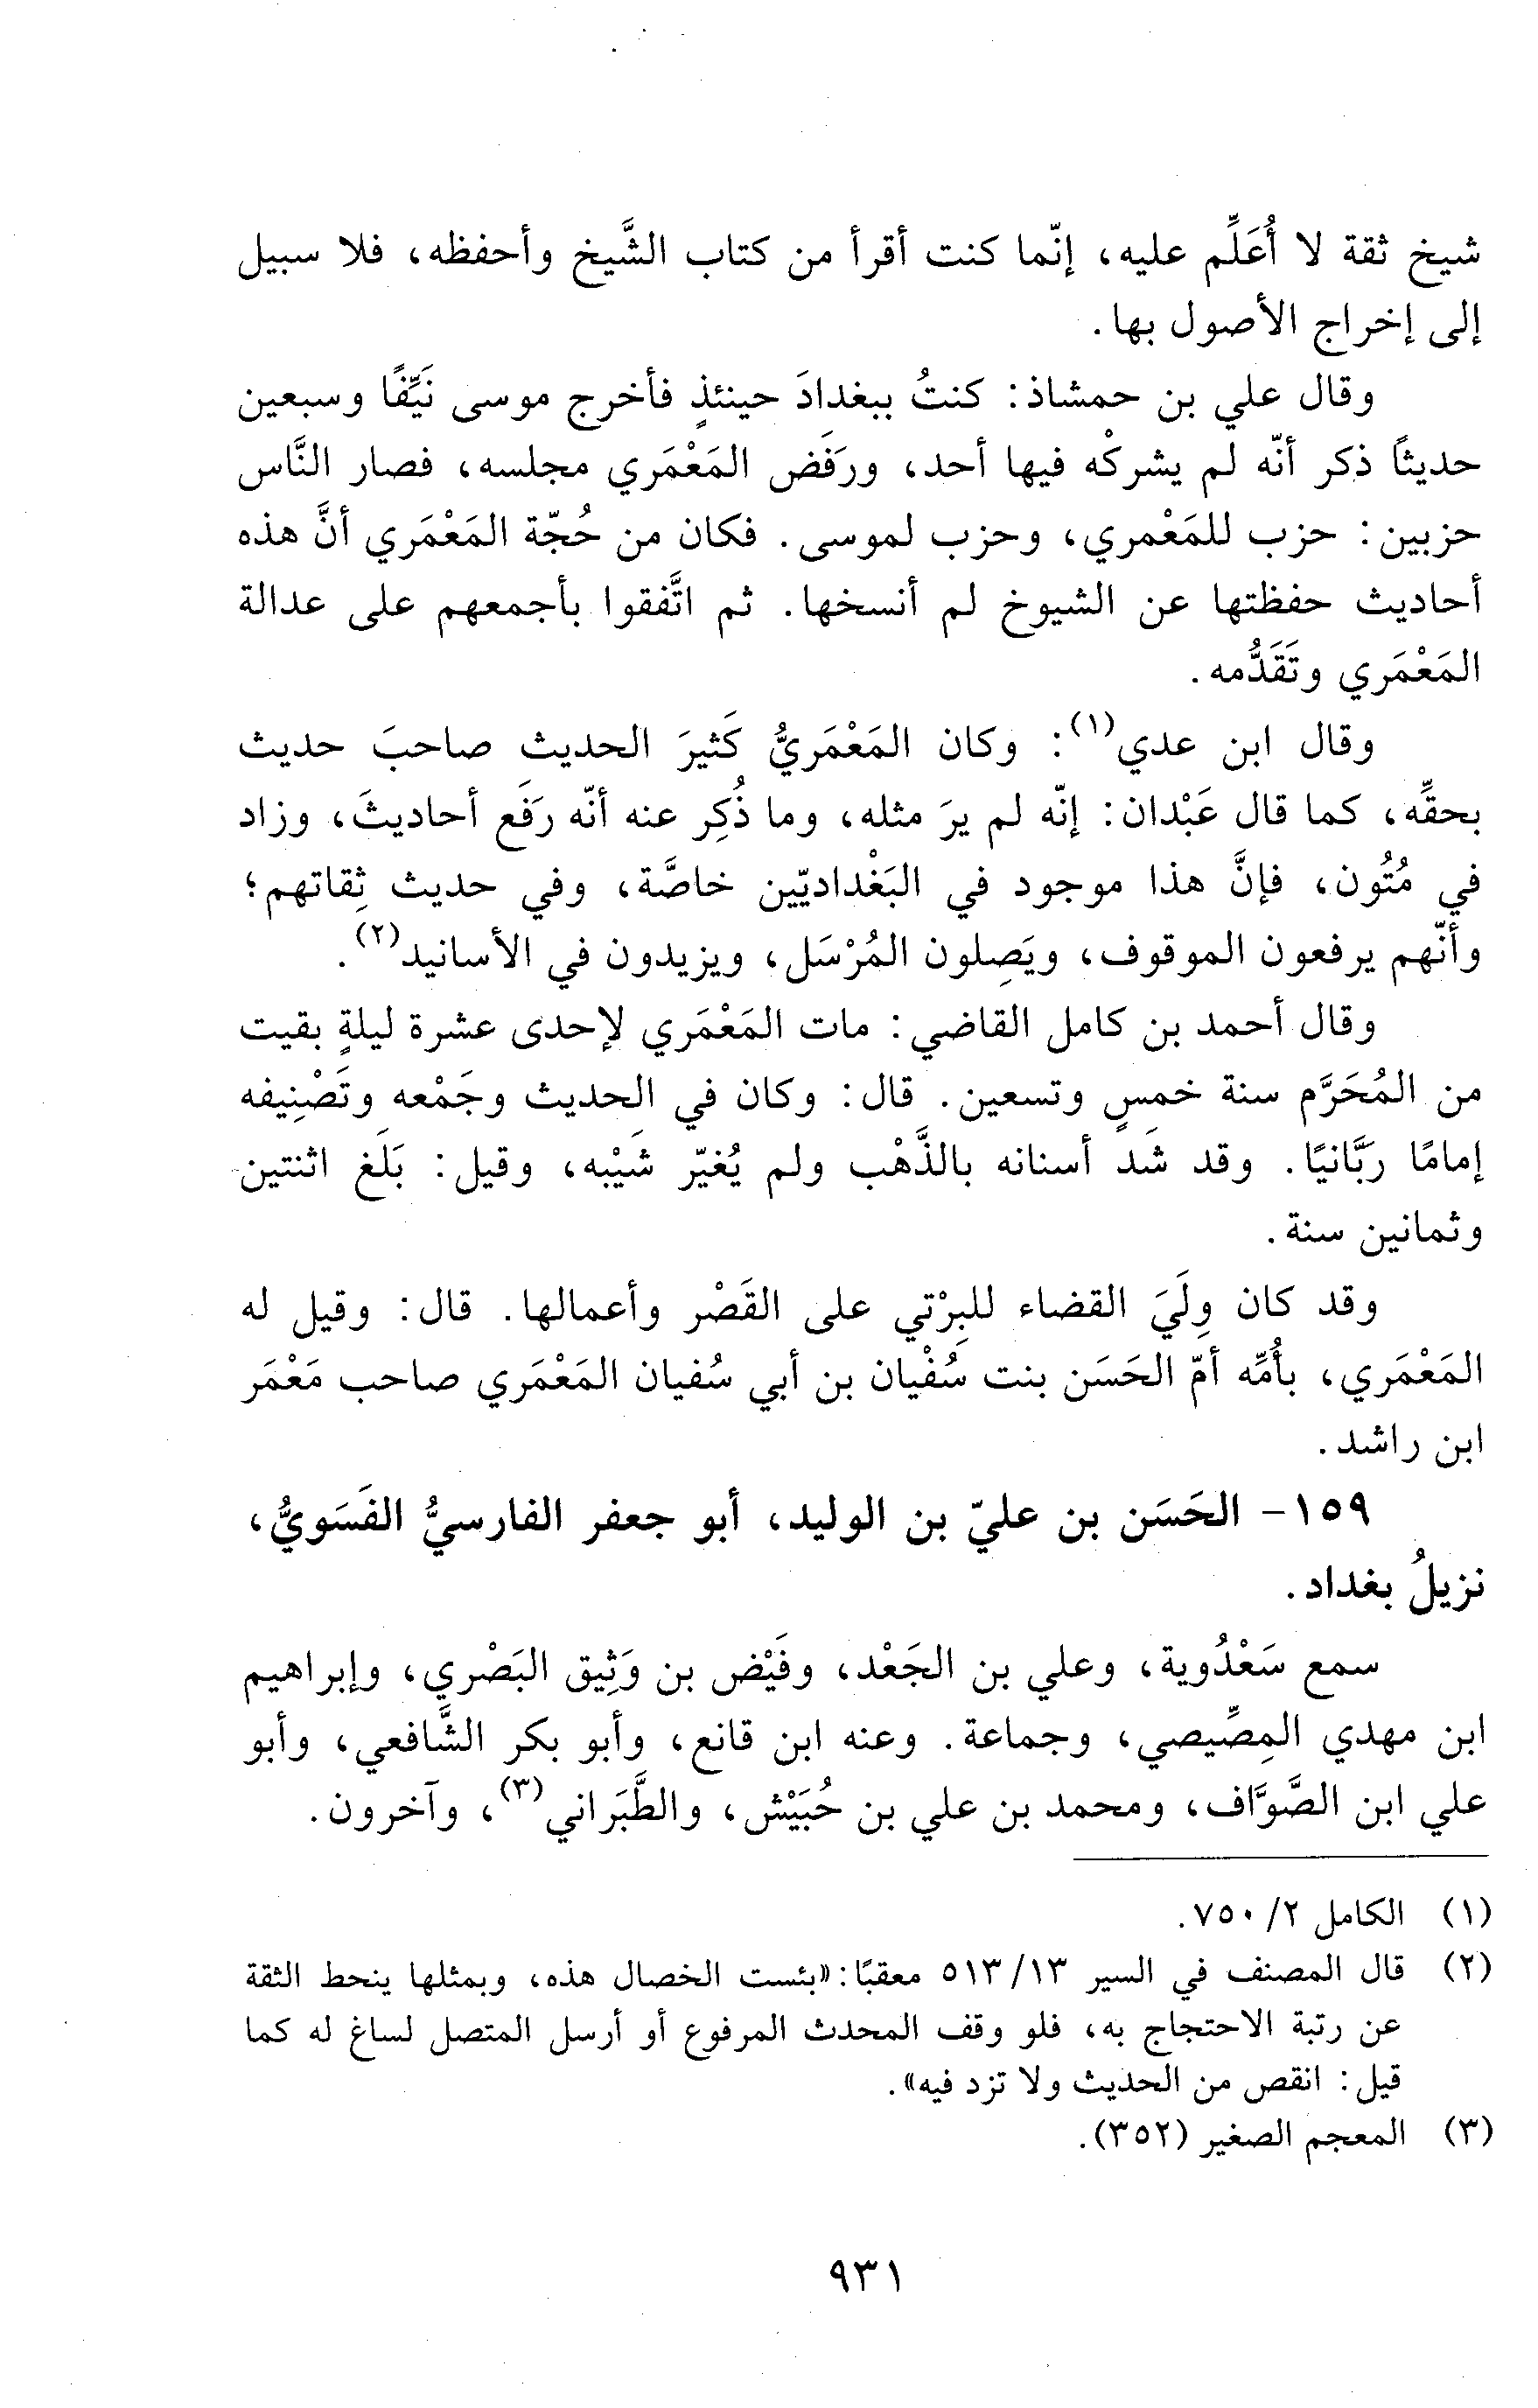 شيخ ثقة لا أُعَلِّم عليه، إنّما كنت أقرأ من كتاب الشَّيخ وأحفظه، فلا سبيل
إلى إخراج الأصول بها.
وقال علي بن حمشاذ: كنتُ ببغدادَ حينئذٍ فأخرج موسى نَيِّفًا وسبعين
حديثًا ذكر أنّه لم يشركْه فيها أحد، ورَفَض المَعْمَري مجلسه، فصار النَّاس
حزبين: حزب للمَعْمري، وحزب لموسى. فكان من حُجّة المَعْمَري أنَّ هذه
أحاديث حفظتها عن الشيوخ لم أنسخها. ثم اتَّفقوا بأجمعهم على عدالة
المَعْمَري وتَقَدُّمه.
وقال ابن عدي(١): وكان المَعْمَريُّ كَثيرَ الحديث صاحبَ حديث
بحقِّه، كما قال عَبْدان: إنّه لم يرَ مثله، وما ذُكِر عنه أنّه رَفَع أحاديثَ، وزاد
في مُتُون، فإنَّ هذا موجود في البَغْداديّين خاصَّة، وفي حديث ثِقاتهم؛
وأنّهم يرفعون الموقوف، ويَصِلون المُرْسَل، ويزيدون في الأسانيد(٢).
وقال أحمد بن كامل القاضي: مات المَعْمَري لإحدى عشرة ليلةٍ بقيت
من المُحَرَّم سنة خمسٍ وتسعين. قال: وكان في الحديث وجَمْعه وتَصْنِيفه
إمامًا ربَّانيًا. وقد شَد أسنانه بالذَّهْب ولم يُغيّر شَيْبه، وقيل: بَلَغ اثنتين
وثمانين سنة.
وقد كان وِلَيَ القضاء للبِرْتي على القَصْر وأعمالها. قال: وقيل له
المَعْمَري، بأُمِّه أمّ الحَسَن بنت سُفْيان بن أبي سُفيان المَعْمَري صاحب مَعْمَر
ابن راشد.
١٥٩- الحَسَن بن عليّ بن الوليد، أبو جعفر الفارسيُّ الفَسَويُّ،
نزيلُ بغداد.
سمع سَعْدُوية، وعلي بن الجَعْد، وفَيْض بن وَثِيق البَصْري، وإبراهيم
ابن مهدي المِصِّيصي، وجماعة. وعنه ابن قانع، وأبو بكر الشَّافعي، وأبو
علي ابن الصَّوَّاف، ومحمد بن علي بن حُبَيْش، والطَّبَراني(٣)، وآخرون.
(١) الكامل ٢/ ٧٥٠.
(٢) قال المصنف في السير ١٣/ ٥١٣ معقبًا: «بئست الخصال هذه، وبمثلها ينحط الثقة
عن رتبة الاحتجاج به، فلو وقف المحدث المرفوع أو أرسل المتصل لساغ له كما
قيل: انقص من الحديث ولا تزد فيه».
(٣) المعجم الصغير (٣٥٢).
٩٣١